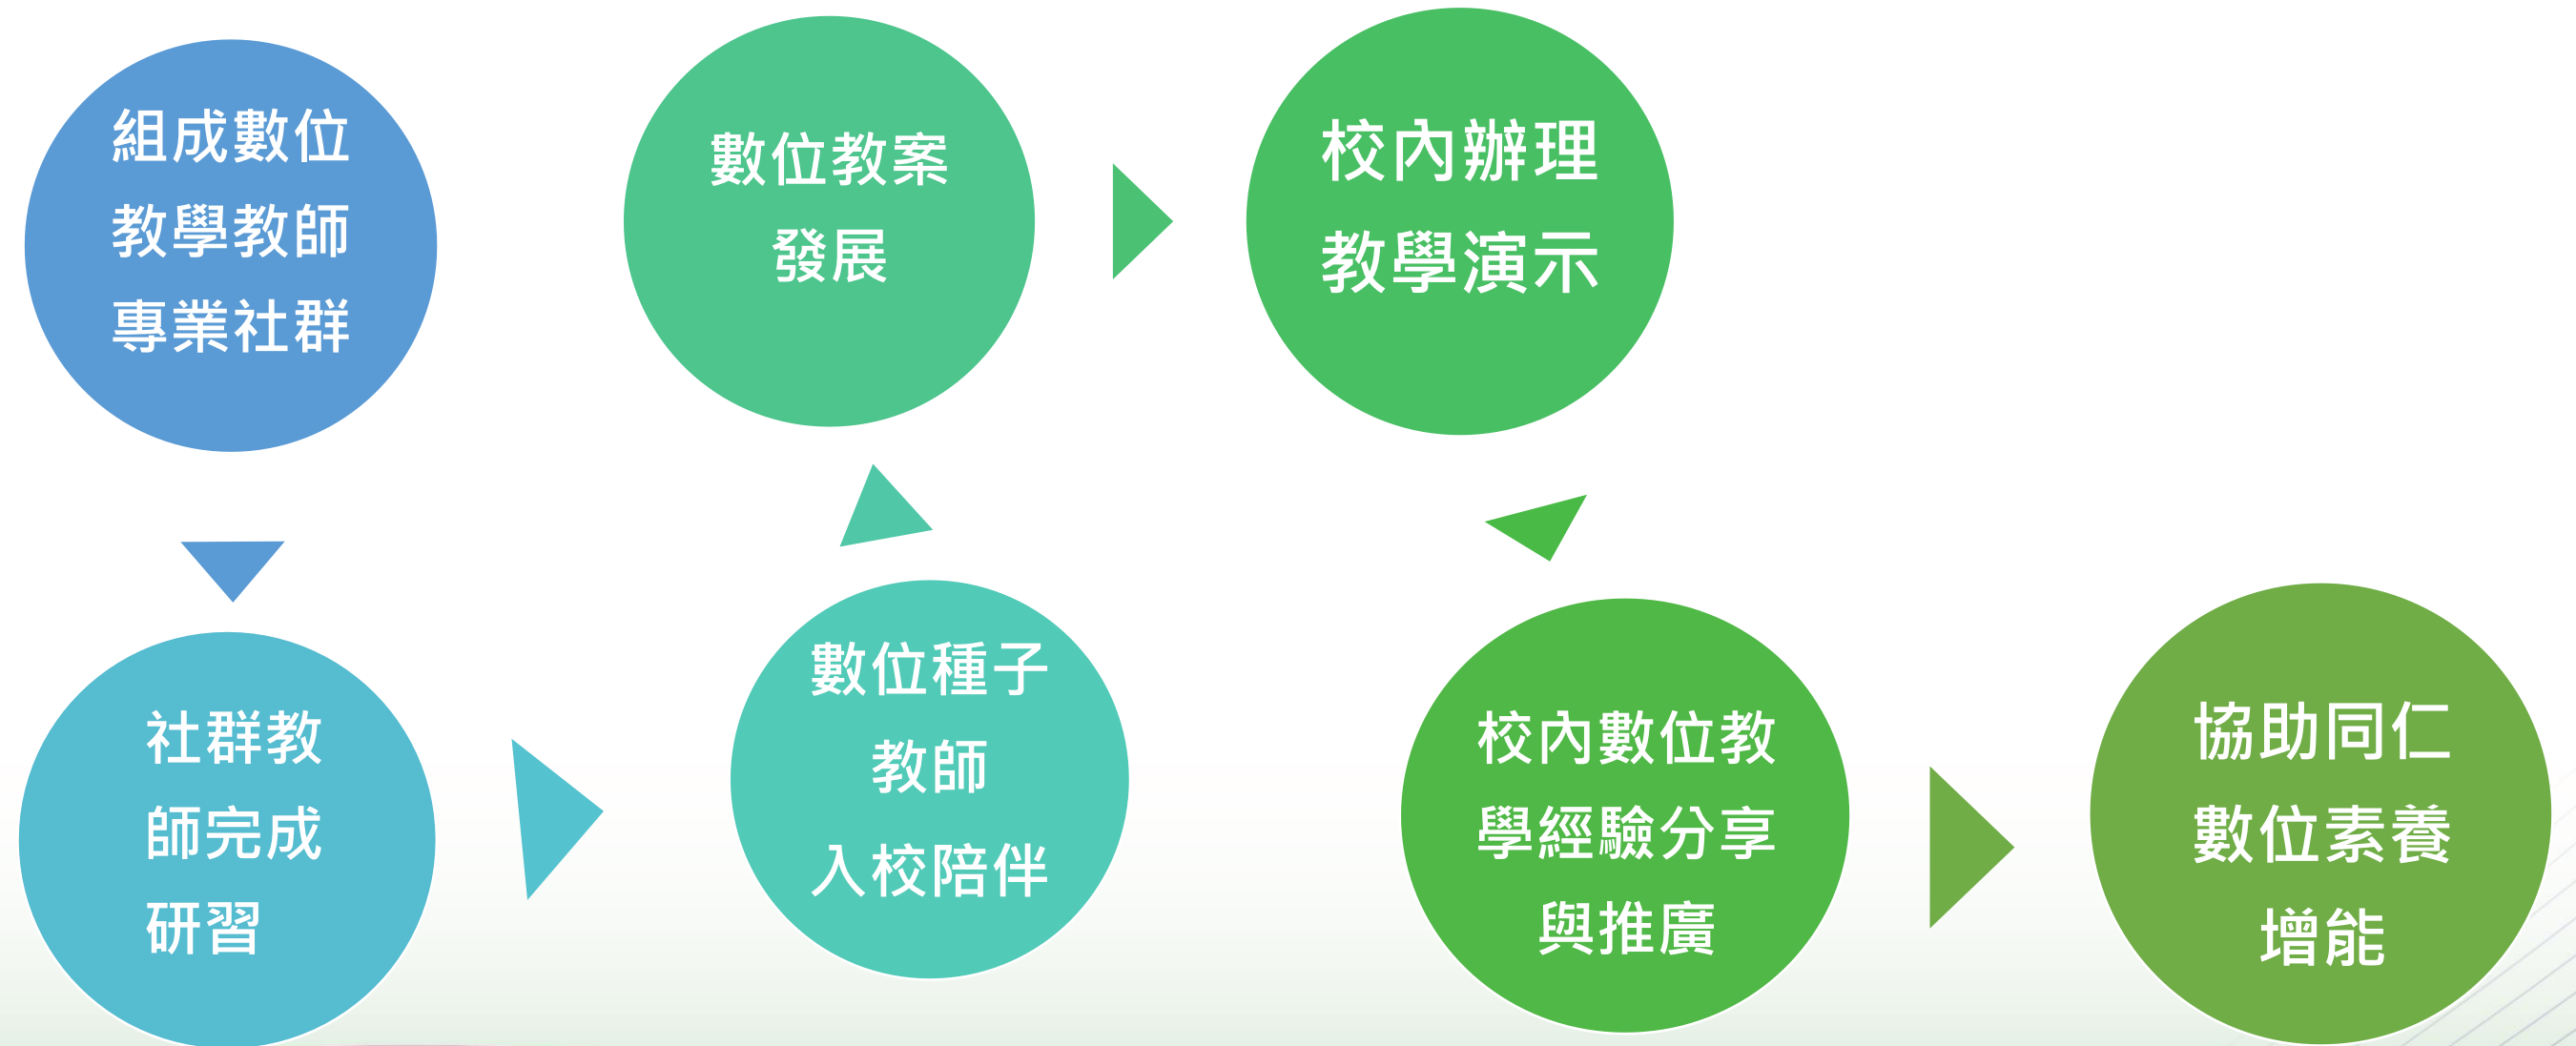 組成數位
教學教師
專業社群
社群教
師完成
研習
數位種子
教師
入校陪伴
數位教案
發展
校內辦理
教學演示
校內數位教
學經驗分享
與推廣
協助同仁
數位素養
增能